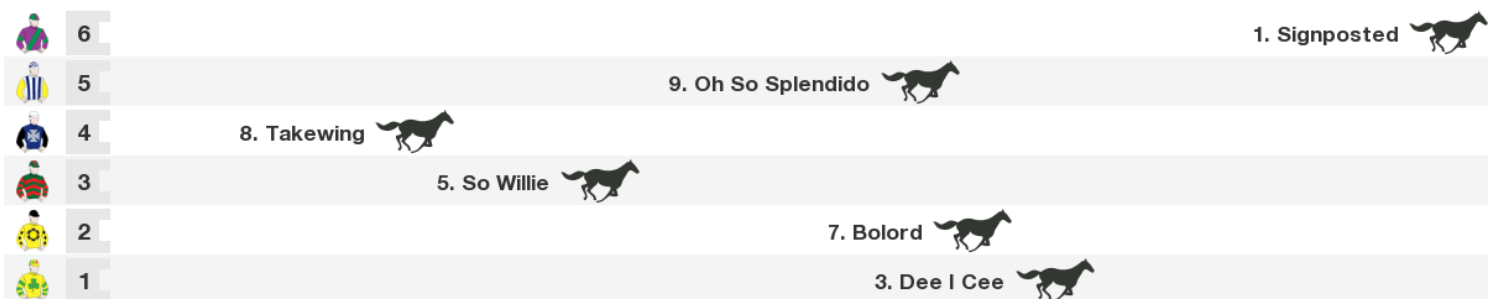 6 1. Signposted
5 9. Oh So Splendido
4 8. Takewing
3 5. So Willie
2 7. Bolord
1 3. Dee I Cee